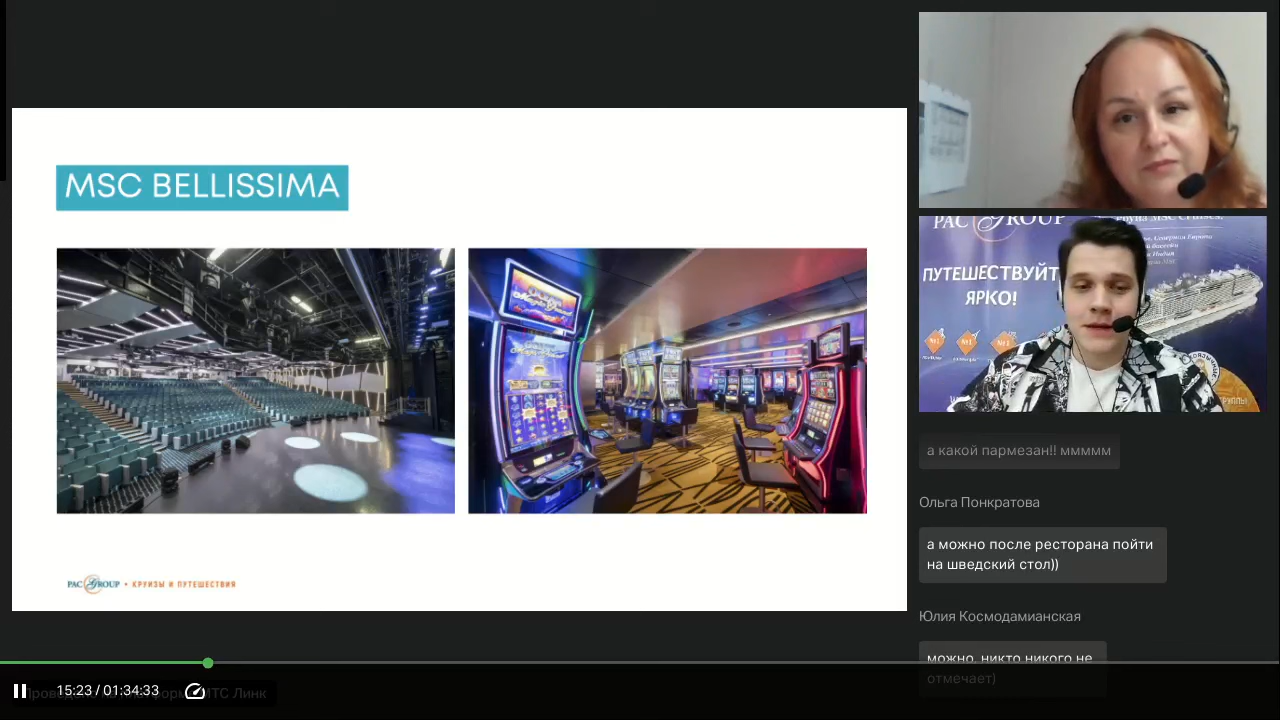 MSC BELLISSIMA
PAC GROUP • КРУИЗЫ И ПУТЕШЕСТВИЯ
PAC GROUP
ПУТЕШЕСТВУЙТ
ЯРКО!
а какой пармезан!! ммммм
Ольга Понкратова
а можно после ресторана пойти
на шведский стол))
Юлия Космодамианская
можно, никто никого не
отмечает)
15:23 / 01:34:33
МТС Линк